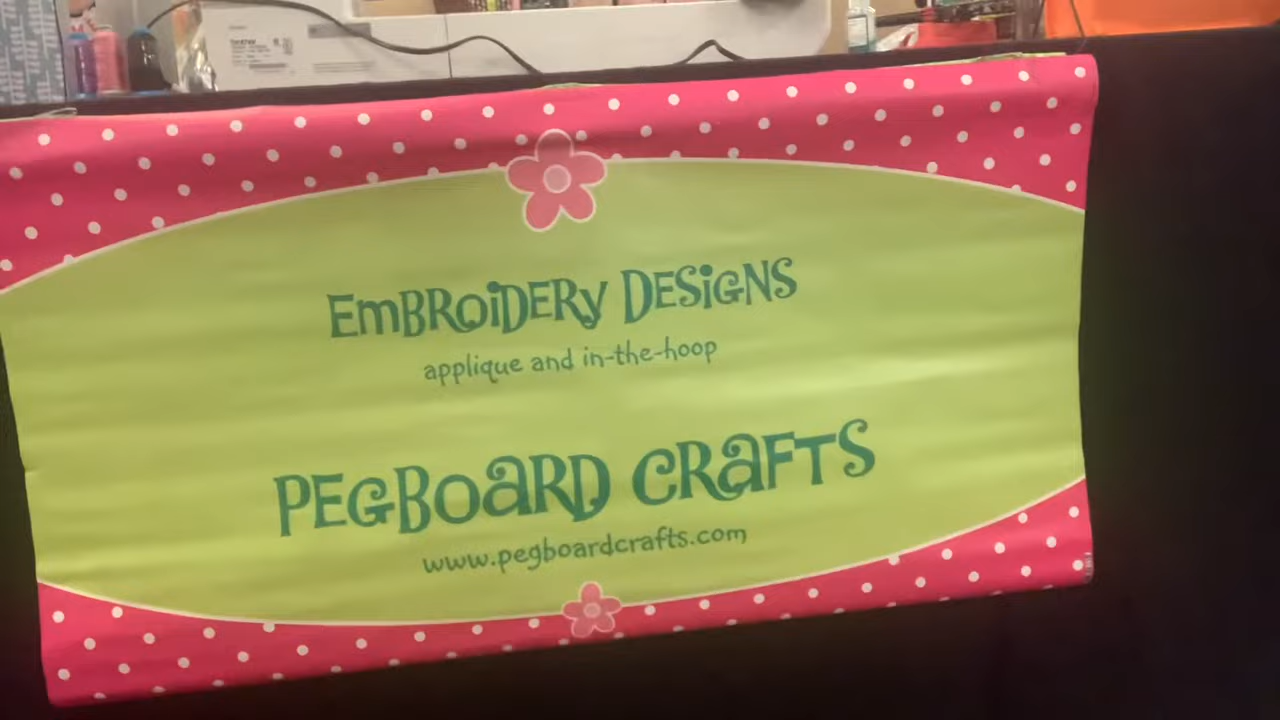 EmBROiDERy DESiGNS
applique and in-the-hoop
PEGBOaRD CRaFTS
www.pegboardcrafts.com